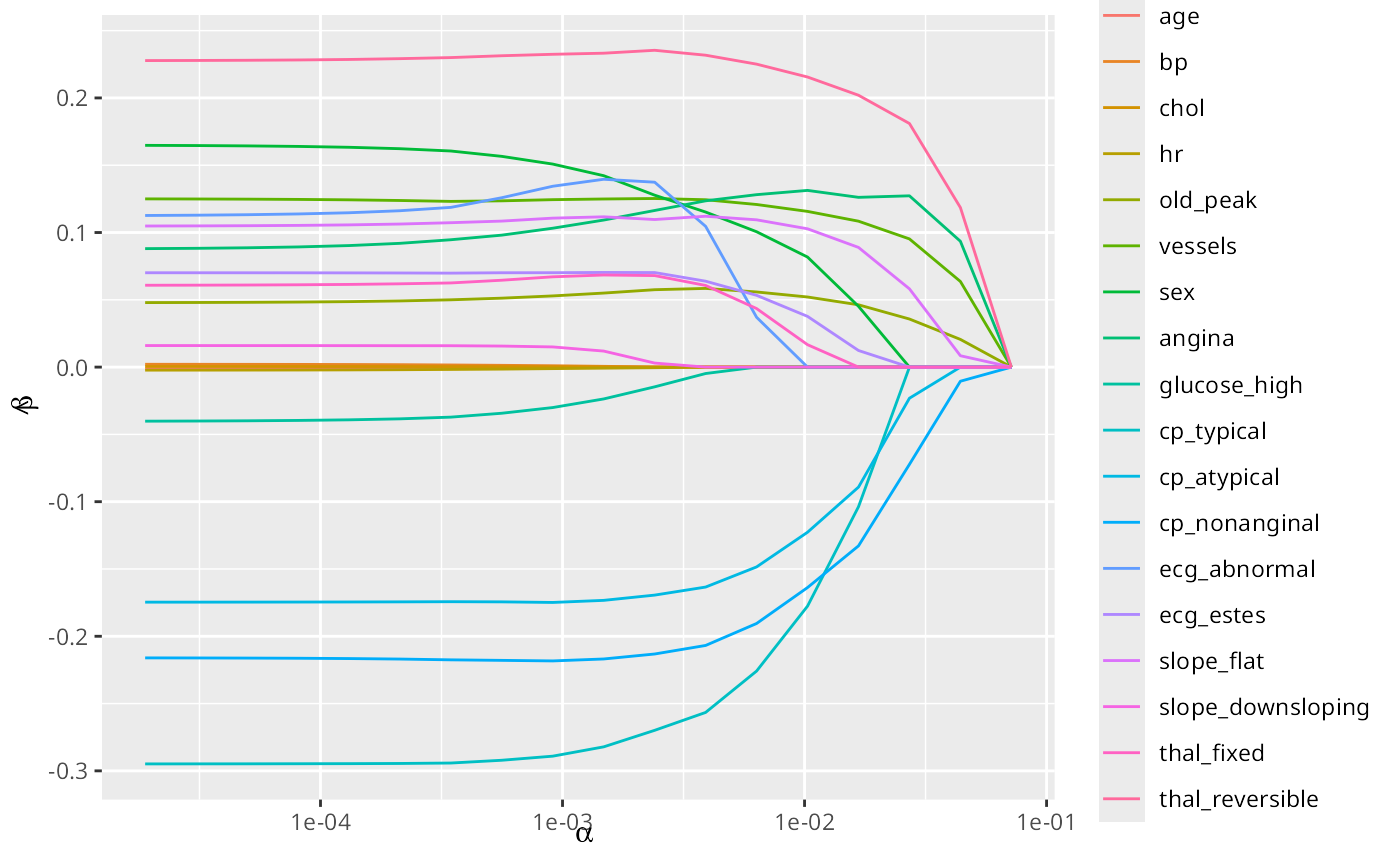 0.2
0.1
0.0
-0.1
-0.2
-0.3
β̂
1e-04
1e-03
1e-02
1e-01
α
age
bp
chol
hr
old_peak
vessels
sex
angina
glucose_high
cp_typical
cp_atypical
cp_nonanginal
ecg_abnormal
ecg_estes
slope_flat
slope_downsloping
thal_fixed
thal_reversible